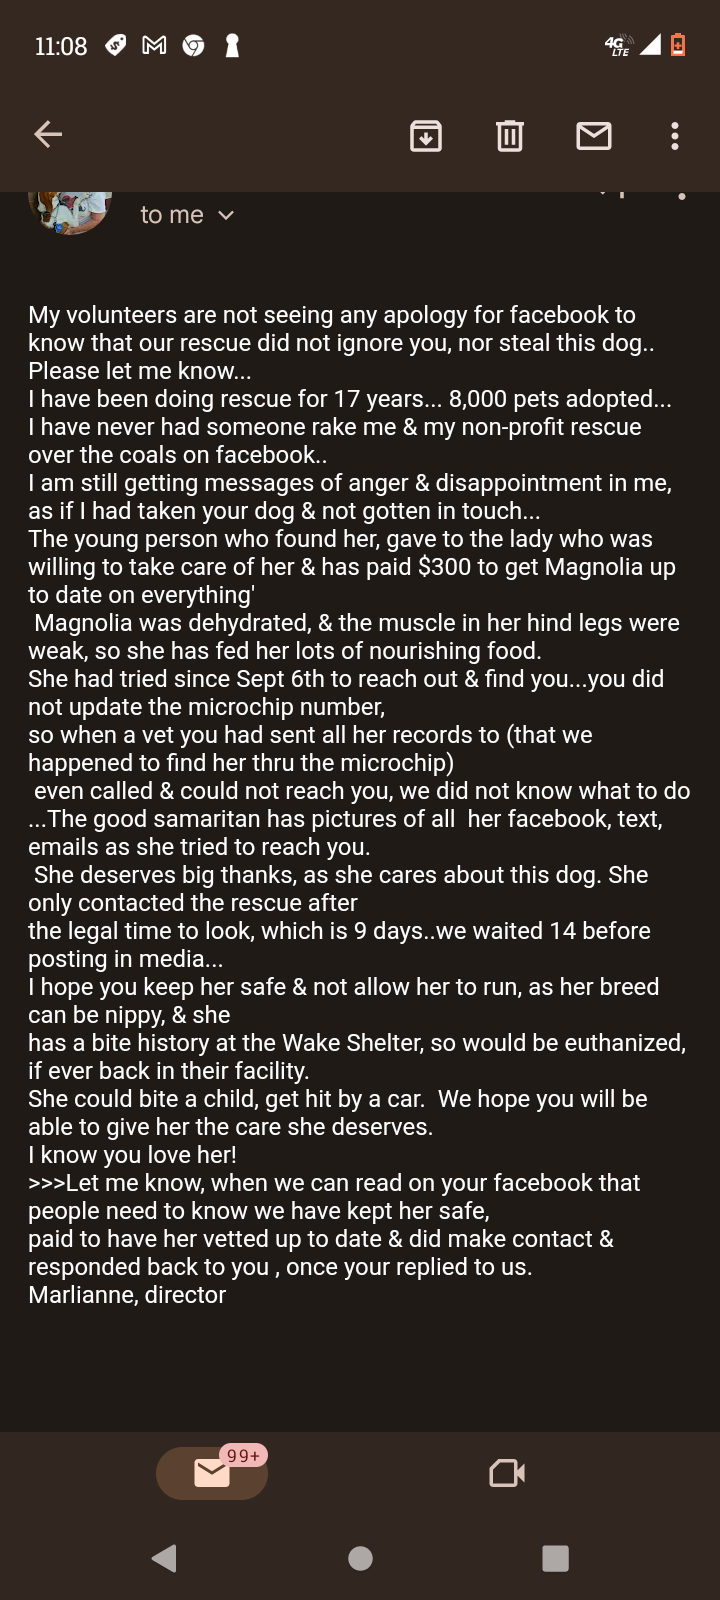 11:08
4G
LTE
to me
My volunteers are not seeing any apology for facebook to
know that our rescue did not ignore you, nor steal this dog..
Please let me know...
I have been doing rescue for 17 years... 8,000 pets adopted...
I have never had someone rake me & my non-profit rescue
over the coals on facebook..
I am still getting messages of anger & disappointment in me,
as if I had taken your dog & not gotten in touch...
The young person who found her, gave to the lady who was
willing to take care of her & has paid $300 to get Magnolia up
to date on everything'
Magnolia was dehydrated, & the muscle in her hind legs were
weak, so she has fed her lots of nourishing food.
She had tried since Sept 6th to reach out & find you...you did
not update the microchip number,
so when a vet you had sent all her records to (that we
happened to find her thru the microchip)
even called & could not reach you, we did not know what to do
...The good samaritan has pictures of all  her facebook, text,
emails as she tried to reach you.
She deserves big thanks, as she cares about this dog. She
only contacted the rescue after
the legal time to look, which is 9 days..we waited 14 before
posting in media...
I hope you keep her safe & not allow her to run, as her breed
can be nippy, & she
has a bite history at the Wake Shelter, so would be euthanized,
if ever back in their facility.
She could bite a child, get hit by a car.  We hope you will be
able to give her the care she deserves.
I know you love her!
>>>Let me know, when we can read on your facebook that
people need to know we have kept her safe,
paid to have her vetted up to date & did make contact &
responded back to you , once your replied to us.
Marlianne, director
99+